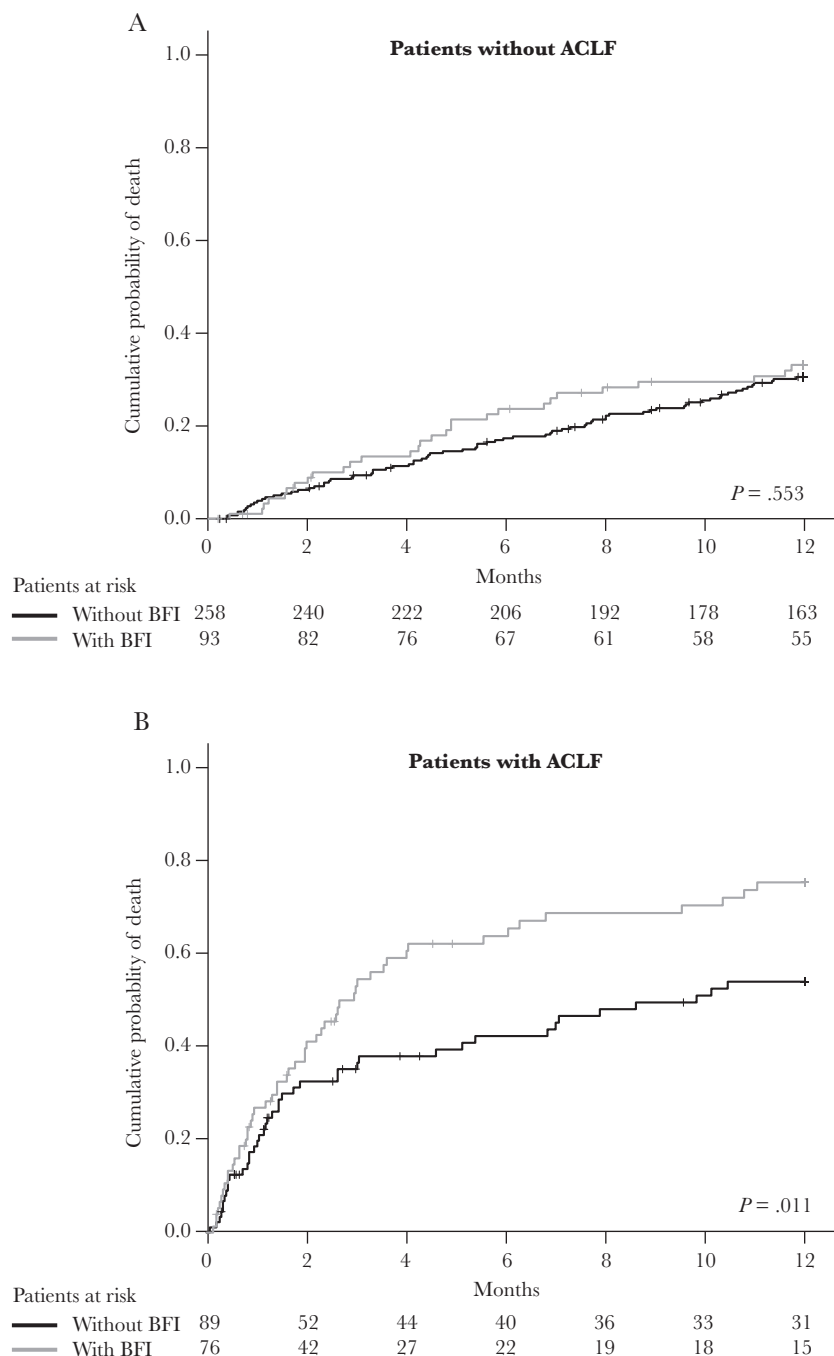 A
Patients without ACLF
1.0
0.8
0.6
0.4
0.2
0.0
Cumulative probability of death
P = .553
0 2 4 6 8 10 12
Months
Patients at risk
Without BFI 258 240 222 206 192 178 163
With BFI 93 82 76 67 61 58 55
B
Patients with ACLF
1.0
0.8
0.6
0.4
0.2
0.0
Cumulative probablity of death
P = .011
0 2 4 6 8 10 12
Months
Patients at risk
Without BFI 89 52 44 40 36 33 31
With BFI 76 42 27 22 19 18 15